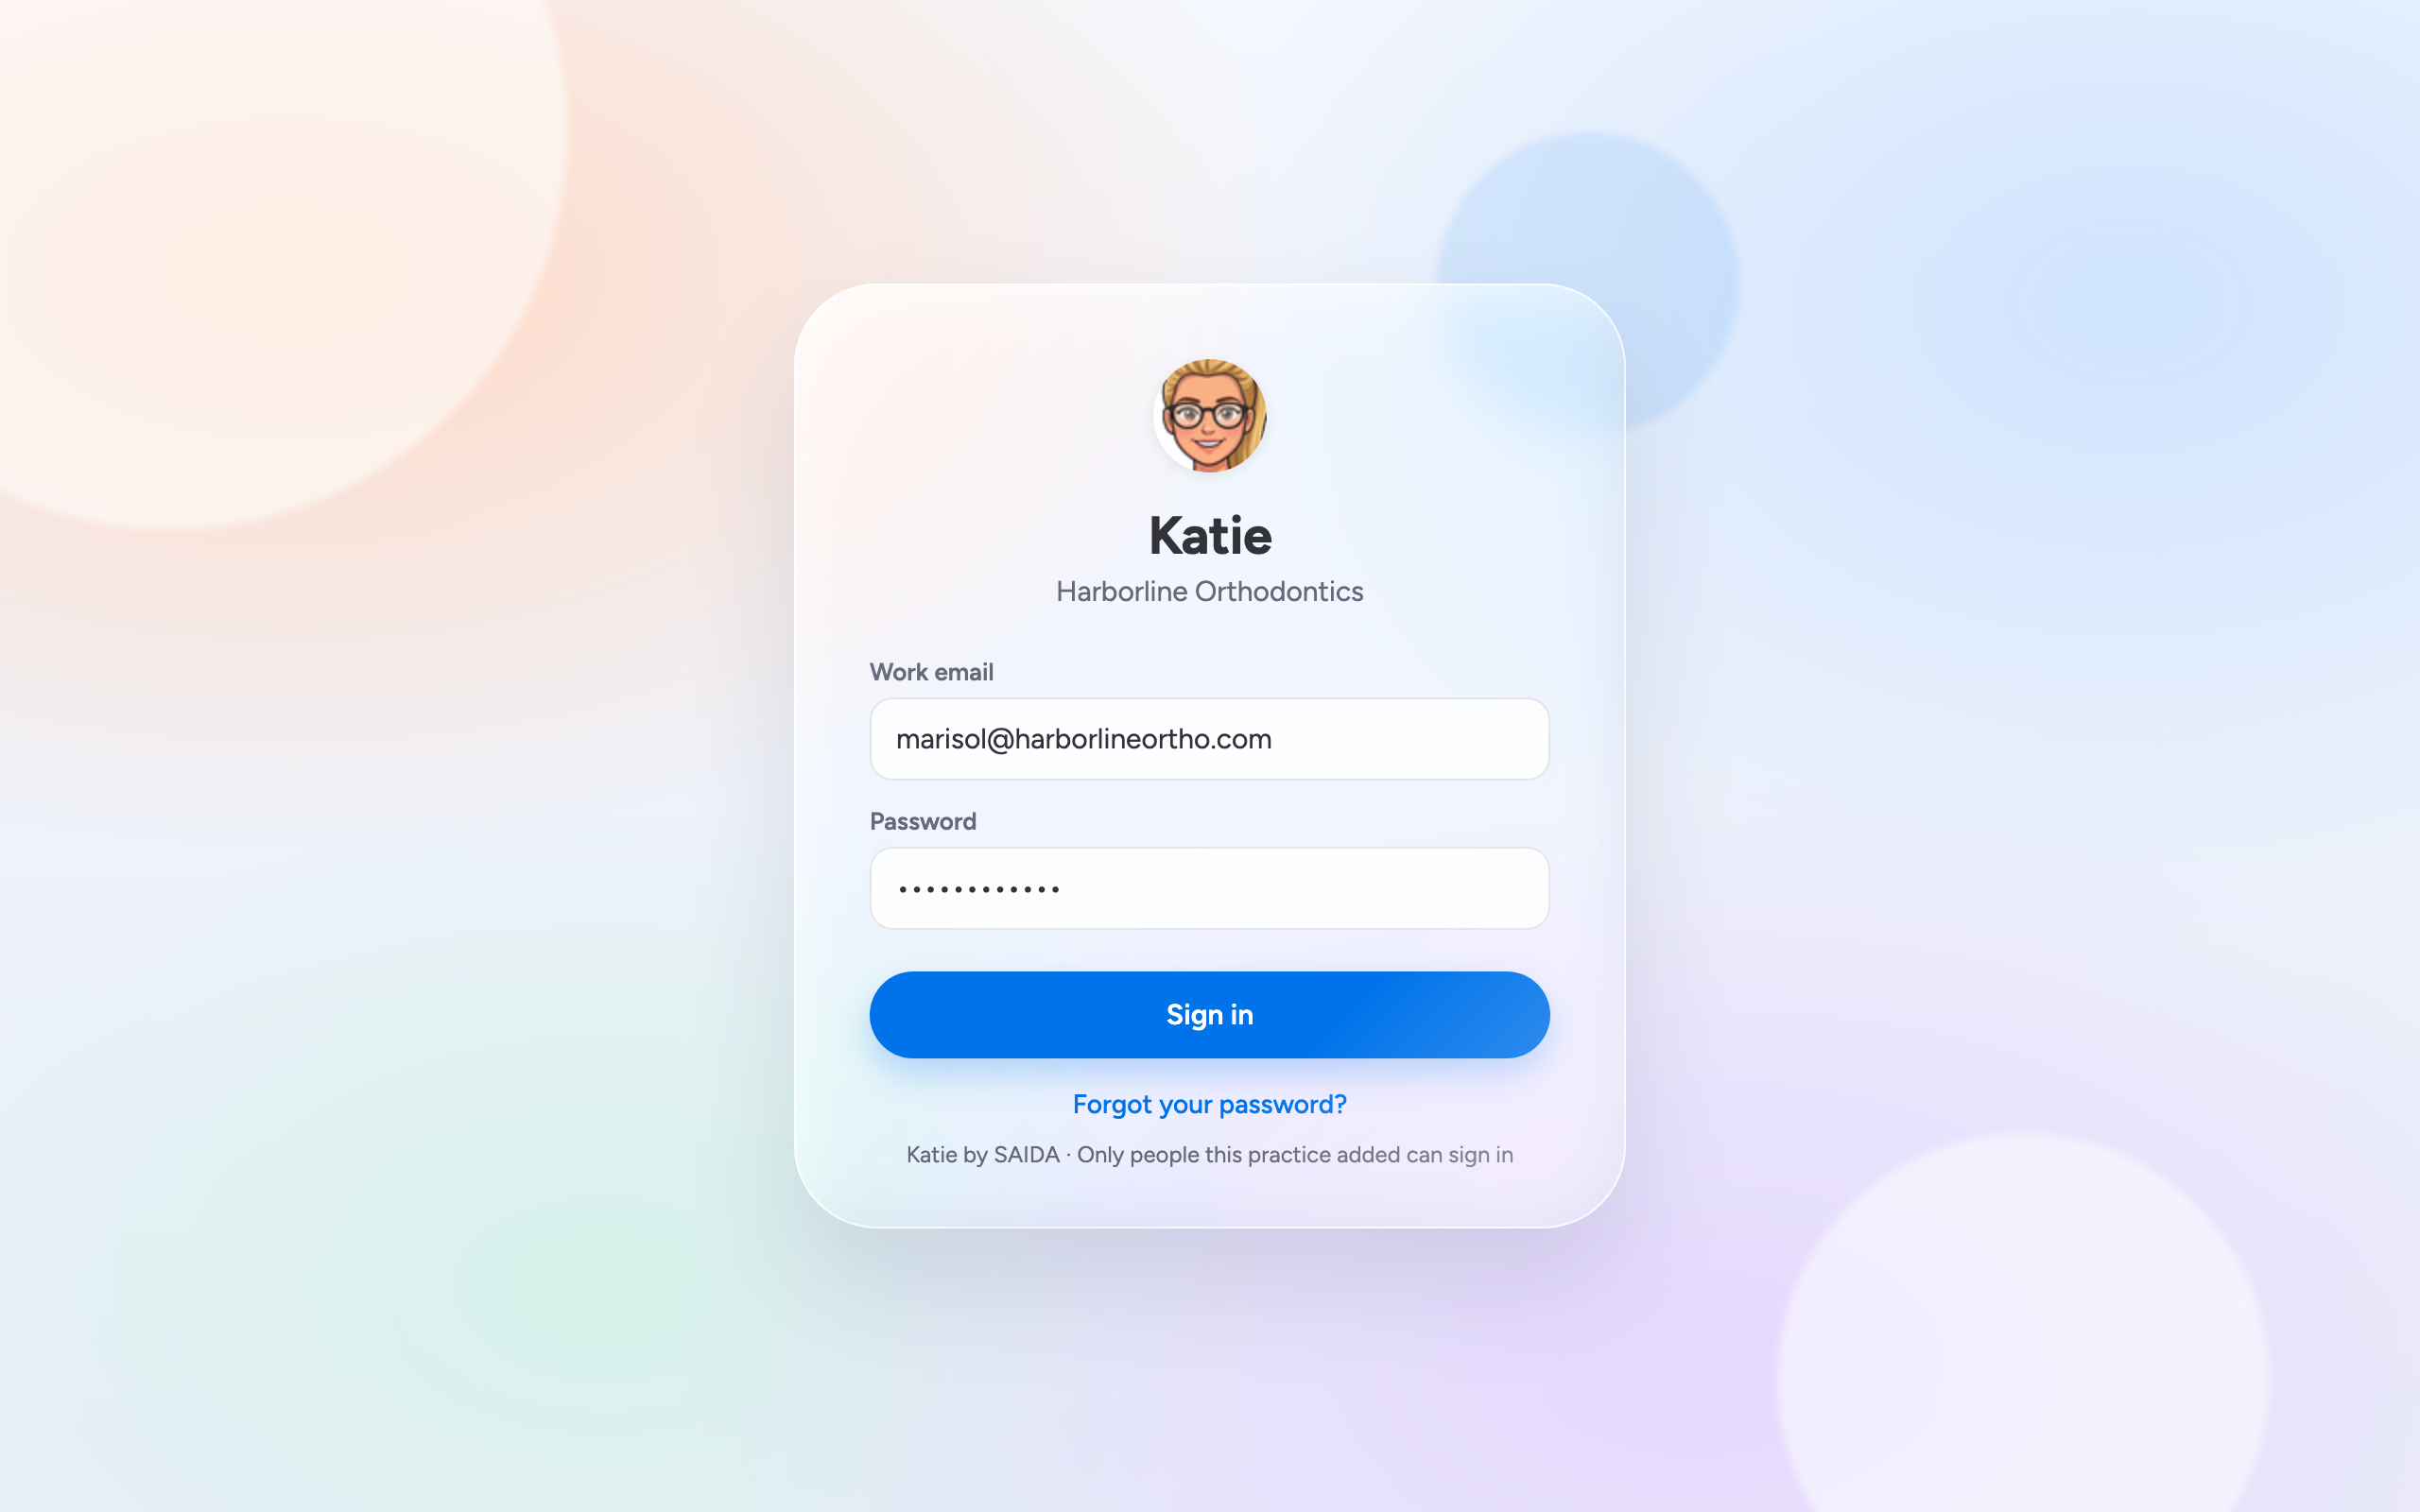 Katie
Harborline Orthodontics
Work email
marisol@harborlineortho.com
Password
••••••••••••
Sign in
Forgot your password?
Katie by SAIDA · Only people this practice added can sign in